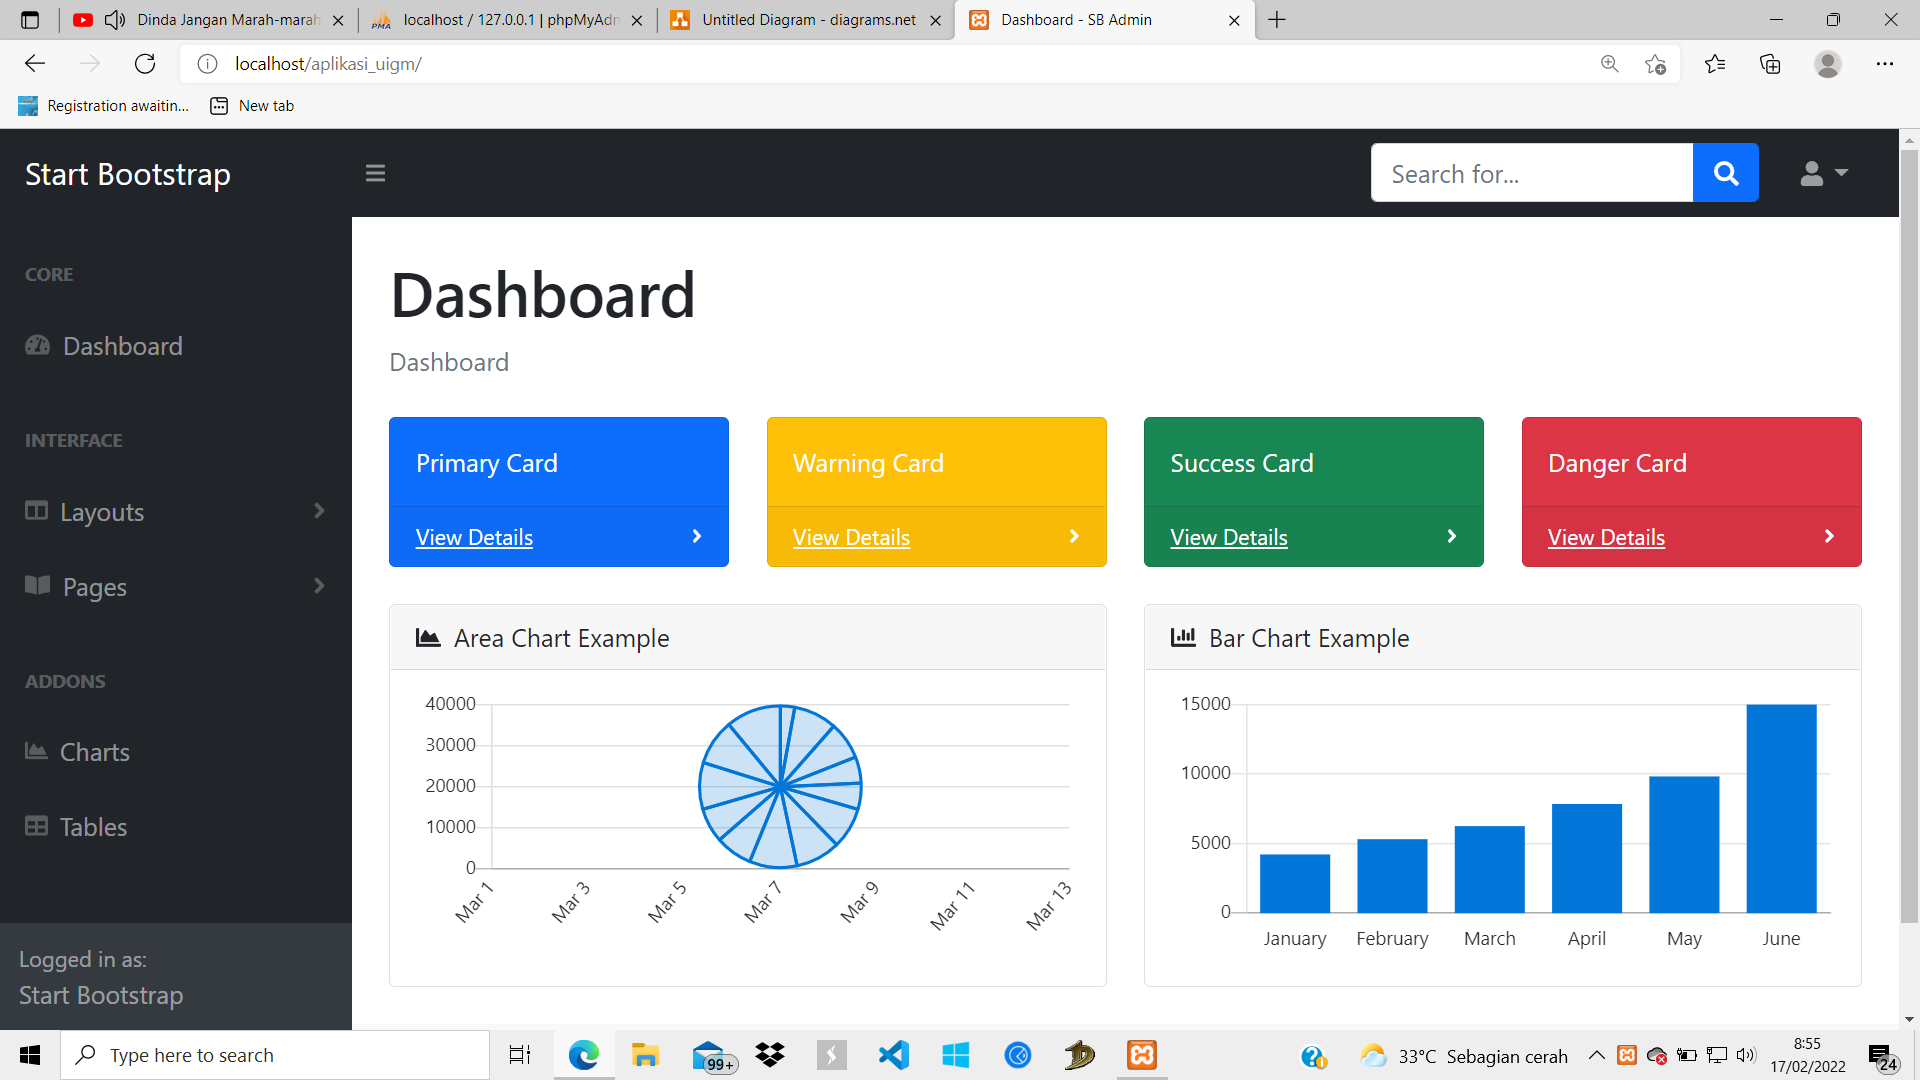 Dinda Jangan Marah-marah
localhost / 127.0.0.1 | phpMyAdm
Untitled Diagram - diagrams.net
Dashboard - SB Admin
localhost/aplikasi_uigm/
Registration awaitin...
New tab
Start Bootstrap
Search for...
CORE
Dashboard
INTERFACE
Layouts
Pages
ADDONS
Charts
Tables
Logged in as:
Start Bootstrap
Dashboard
Dashboard
Primary Card
View Details
Warning Card
View Details
Success Card
View Details
Danger Card
View Details
Area Chart Example
40000
30000
20000
10000
0
Mar 1
Mar 3
Mar 5
Mar 7
Mar 9
Mar 11
Mar 13
Bar Chart Example
15000
10000
5000
0
January
February
March
April
May
June
Type here to search
99+
33°C Sebagian cerah
8:55
17/02/2022
24